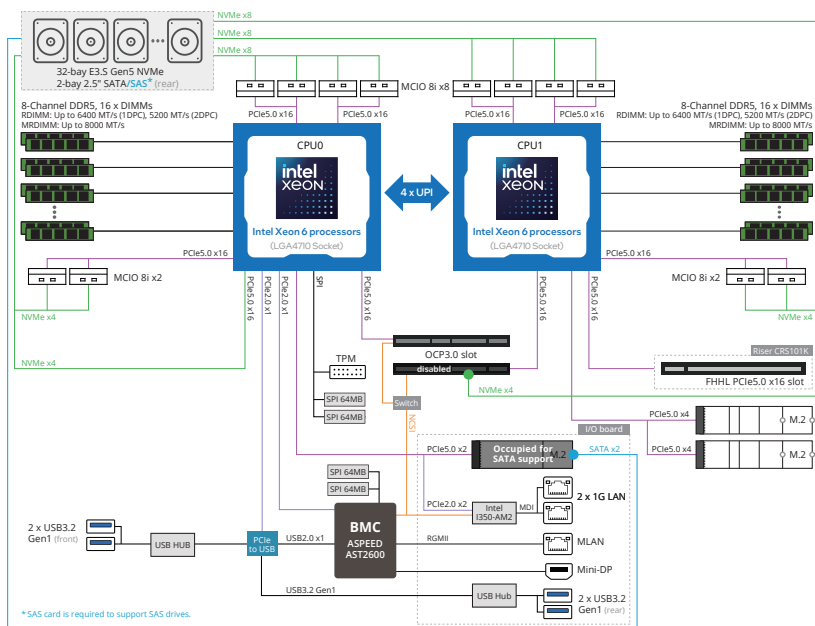 NVMe x8
NVMe x8
NVMe x8
32-bay E3.S Gen5 NVMe
2-bay 2.5" SATA/SAS* (rear)
MCIO 8i x8
PCIe5.0 x16
PCIe5.0 x16
PCIe5.0 x16
PCIe5.0 x16
8-Channel DDR5, 16 x DIMMs
RDIMM: Up to 6400 MT/s (1DPC), 5200 MT/s (2DPC)
MRDIMM: Up to 8000 MT/s
8-Channel DDR5, 16 x DIMMs
RDIMM: Up to 6400 MT/s (1DPC), 5200 MT/s (2DPC)
MRDIMM: Up to 8000 MT/s
CPU0
intel
XEON
Intel Xeon 6 processors
(LGA4710 Socket)
4 x UPI
CPU1
intel
XEON
Intel Xeon 6 processors
(LGA4710 Socket)
PCIe5.0 x16
MCIO 8i x2
NVMe x4
NVMe x4
PCIe5.0 x16
MCIO 8i x2
NVMe x4
PCIe5.0 x16
PCIe2.0 x1
PCIe2.0 x1
SPI
PCIe5.0 x16
PCIe5.0 x16
PCIe5.0 x16
OCP3.0 slot
disabled
NVMe x4
Riser CRS101K
FHHL PCIe5.0 x16 slot
TPM
SPI 64MB
SPI 64MB
Switch
NCSI
PCIe5.0 x4
M.2
PCIe5.0 x4
M.2
I/O board
PCIe5.0 x2
Occupied for
SATA support
M.2
SATA x2
SPI 64MB
SPI 64MB
PCIe2.0 x2
Intel
I350-AM2
MDI
2 x 1G LAN
BMC
ASPEED
AST2600
RGMII
MLAN
Mini-DP
2 x USB3.2
Gen1 (front)
USB HUB
PCIe
to USB
USB2.0 x1
USB3.2 Gen1
USB Hub
2 x USB3.2
Gen1 (rear)
* SAS card is required to support SAS drives.